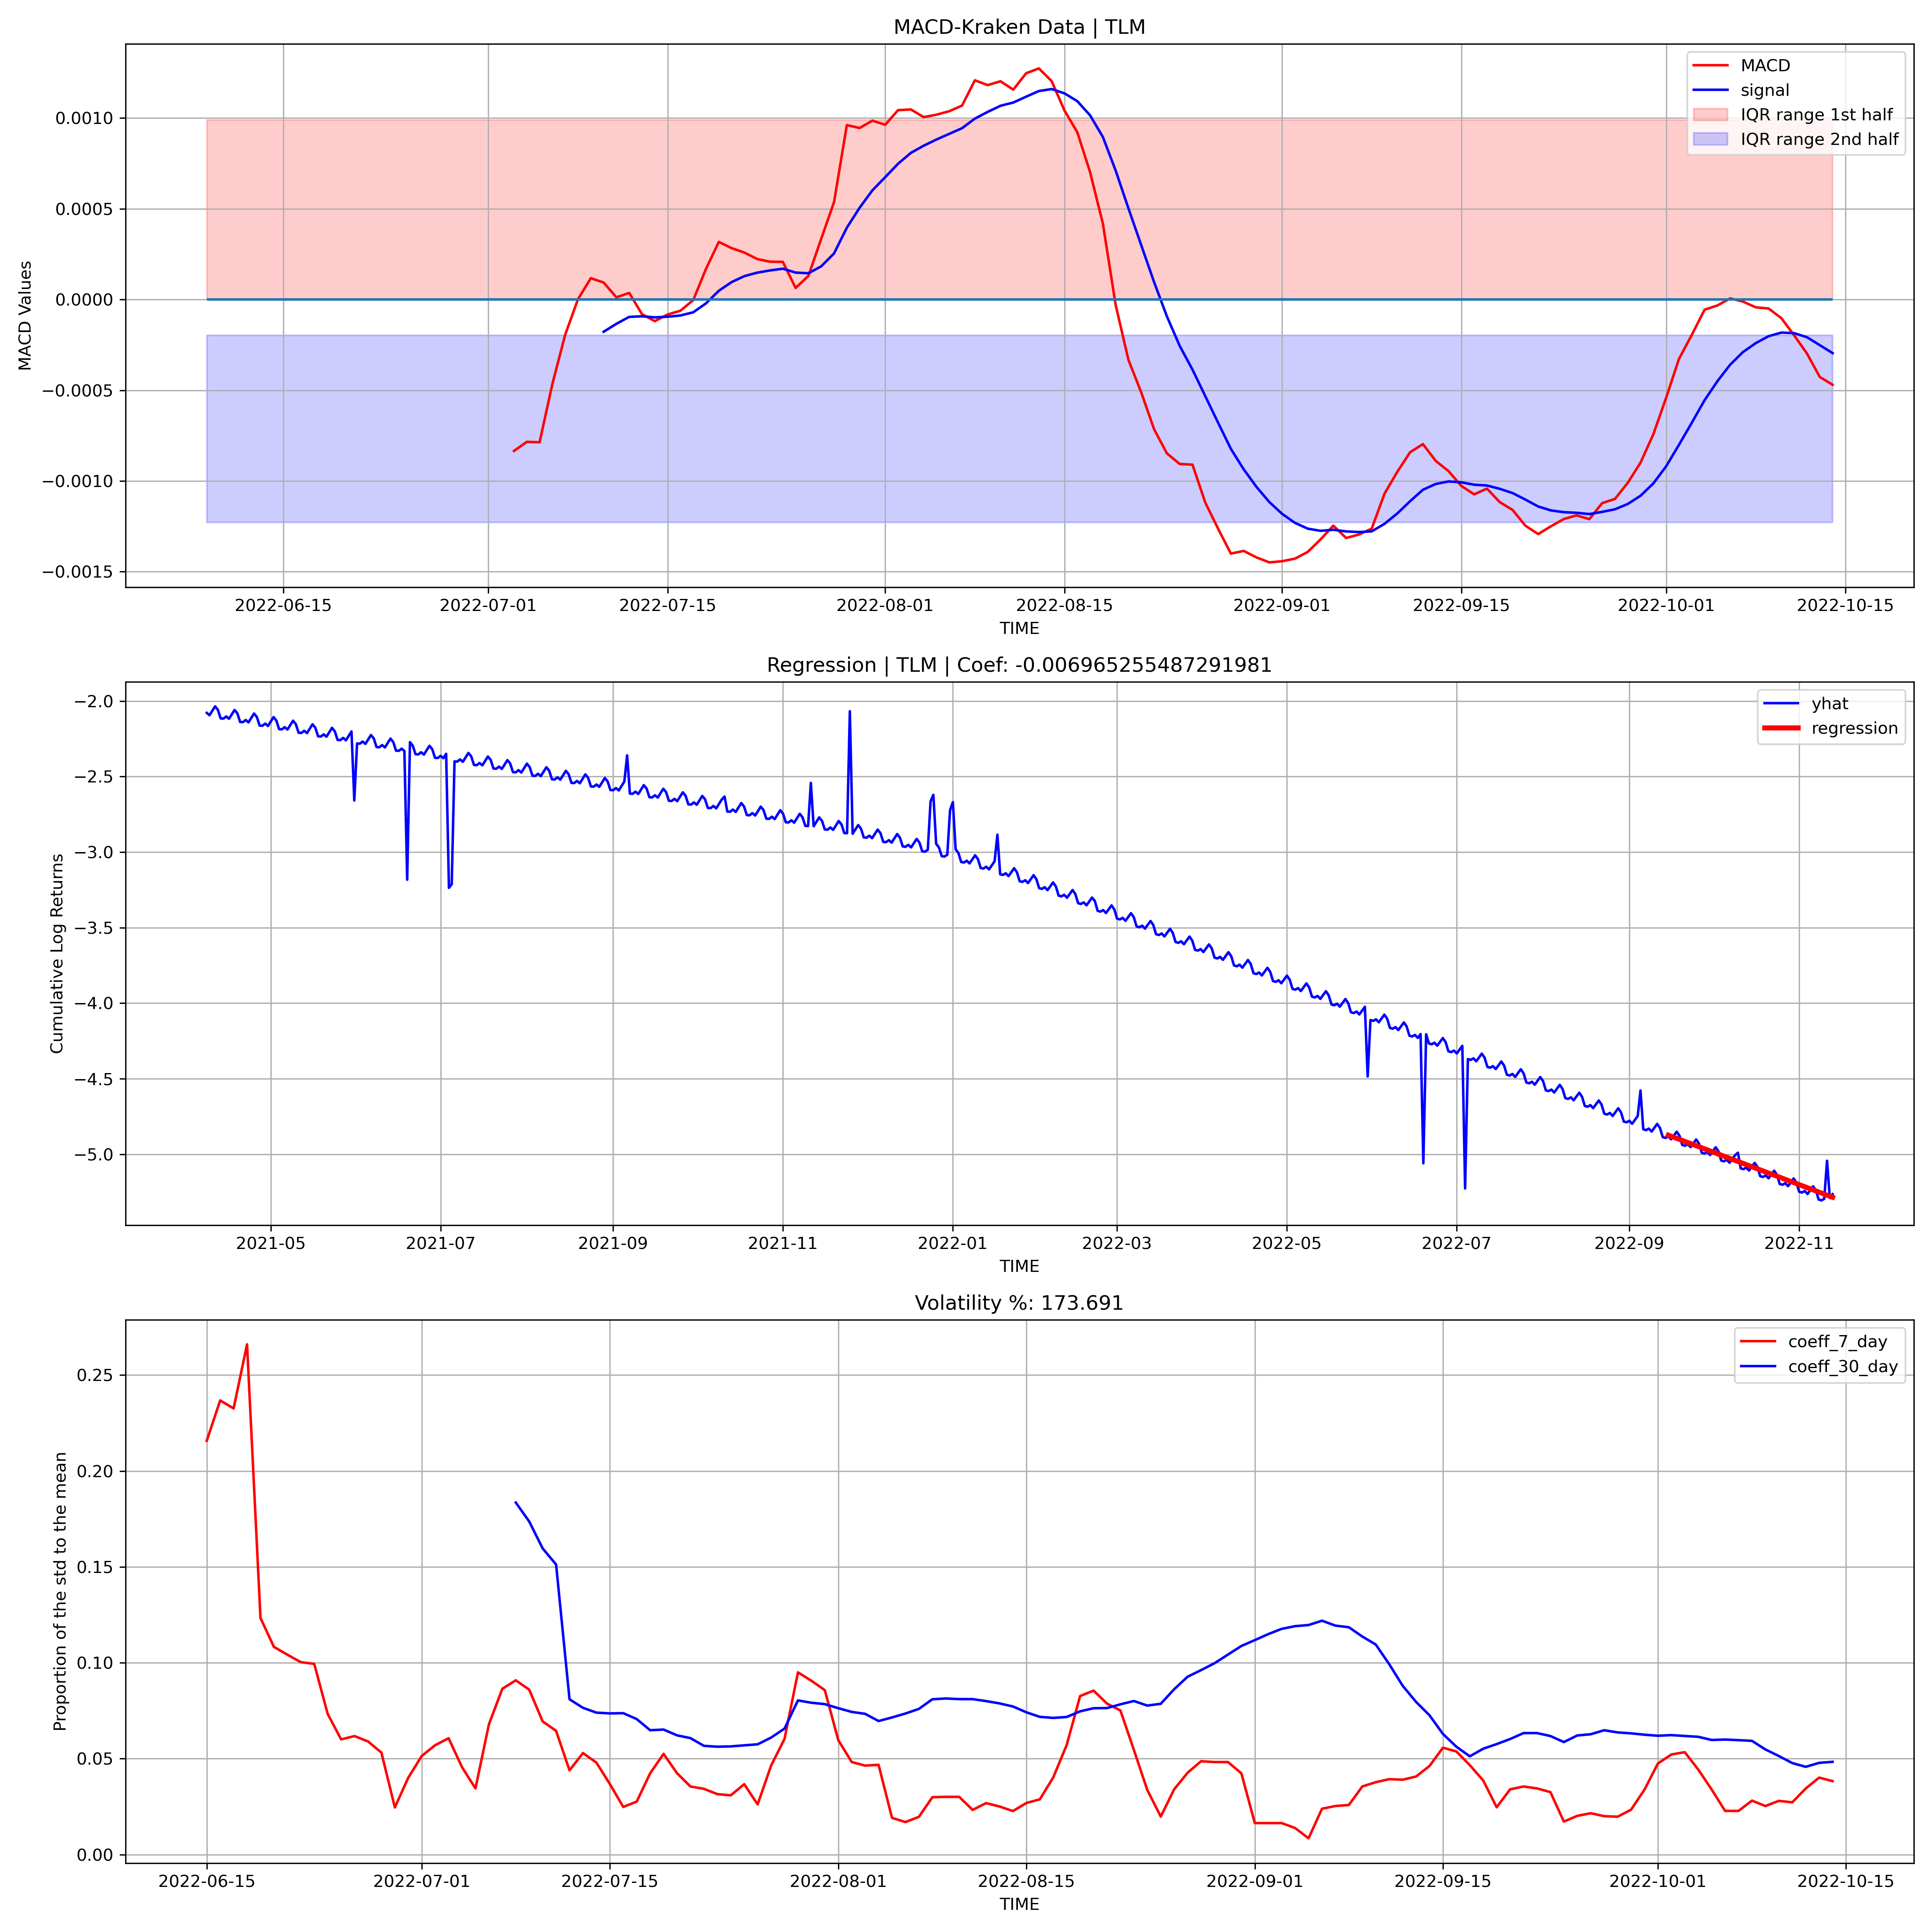 MACD-Kraken Data | TLM
MACD Values
0.0010
0.0005
0.0000
−0.0005
−0.0010
−0.0015
MACD
signal
IQR range 1st half
IQR range 2nd half
2022-06-15 2022-07-01 2022-07-15 2022-08-01 2022-08-15 2022-09-01 2022-09-15 2022-10-01 2022-10-15
TIME
Regression | TLM | Coef: -0.006965255487291981
Cumulative Log Returns
−2.0
−2.5
−3.0
−3.5
−4.0
−4.5
−5.0
yhat
regression
2021-05 2021-07 2021-09 2021-11 2022-01 2022-03 2022-05 2022-07 2022-09 2022-11
TIME
Volatility %: 173.691
Proportion of the std to the mean
0.25
0.20
0.15
0.10
0.05
0.00
coeff_7_day
coeff_30_day
2022-06-15 2022-07-01 2022-07-15 2022-08-01 2022-08-15 2022-09-01 2022-09-15 2022-10-01 2022-10-15
TIME